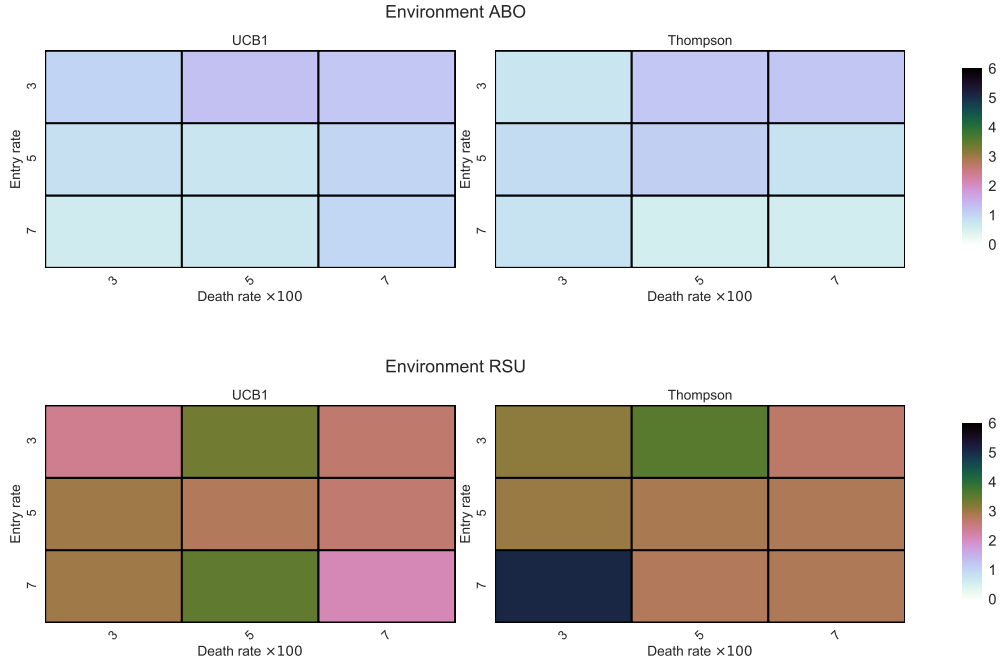 Environment ABO
UCB1
Thompson
Entry rate
3
5
7
Entry rate
3
5
7
3
5
7
Death rate ×100
3
5
7
Death rate ×100
6
5
4
3
2
1
0
Environment RSU
UCB1
Thompson
Entry rate
3
5
7
Entry rate
3
5
7
3
5
7
Death rate ×100
3
5
7
Death rate ×100
6
5
4
3
2
1
0